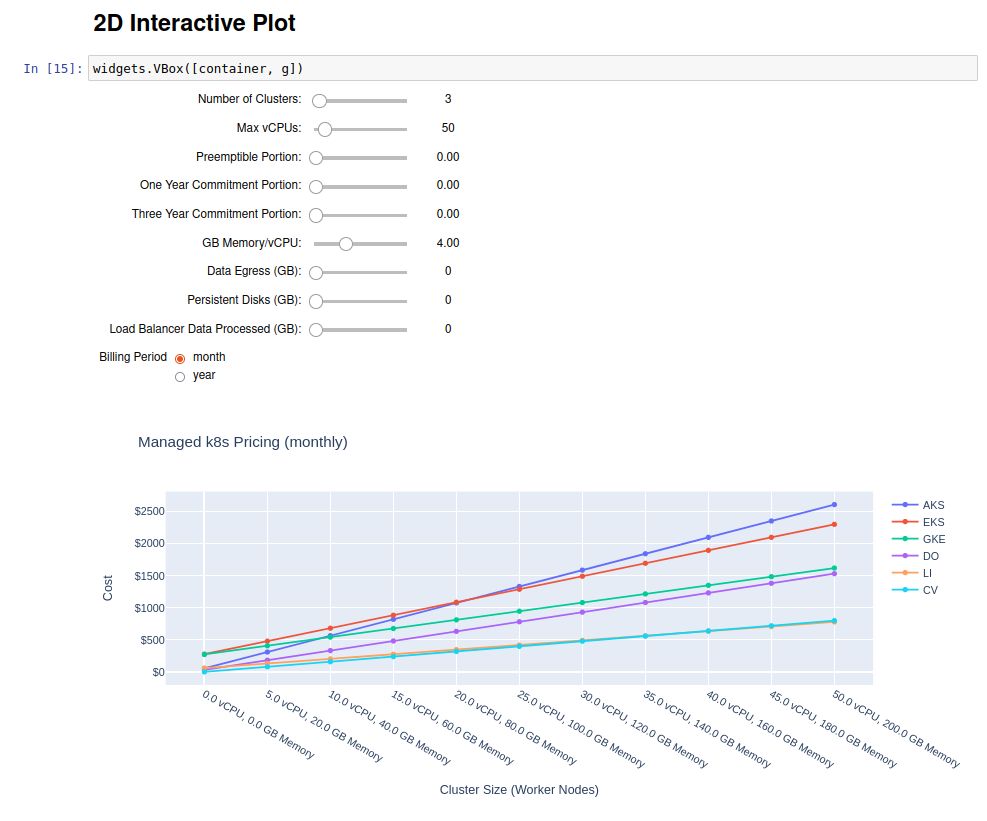 2D Interactive Plot
In [15]: widgets.VBox([container, g])
Number of Clusters: 3
Max vCPUs: 50
Preemptible Portion: 0.00
One Year Commitment Portion: 0.00
Three Year Commitment Portion: 0.00
GB Memory/vCPU: 4.00
Data Egress (GB): 0
Persistent Disks (GB): 0
Load Balancer Data Processed (GB): 0
Billing Period month
year
Managed k8s Pricing (monthly)
$2500
$2000
$1500
$1000
$500
$0
Cost
AKS
EKS
GKE
DO
LI
CV
0.0 vCPU, 0.0 GB Memory
5.0 vCPU, 20.0 GB Memory
10.0 vCPU, 40.0 GB Memory
15.0 vCPU, 60.0 GB Memory
20.0 vCPU, 80.0 GB Memory
25.0 vCPU, 100.0 GB Memory
30.0 vCPU, 120.0 GB Memory
35.0 vCPU, 140.0 GB Memory
40.0 vCPU, 160.0 GB Memory
45.0 vCPU, 180.0 GB Memory
50.0 vCPU, 200.0 GB Memory
Cluster Size (Worker Nodes)